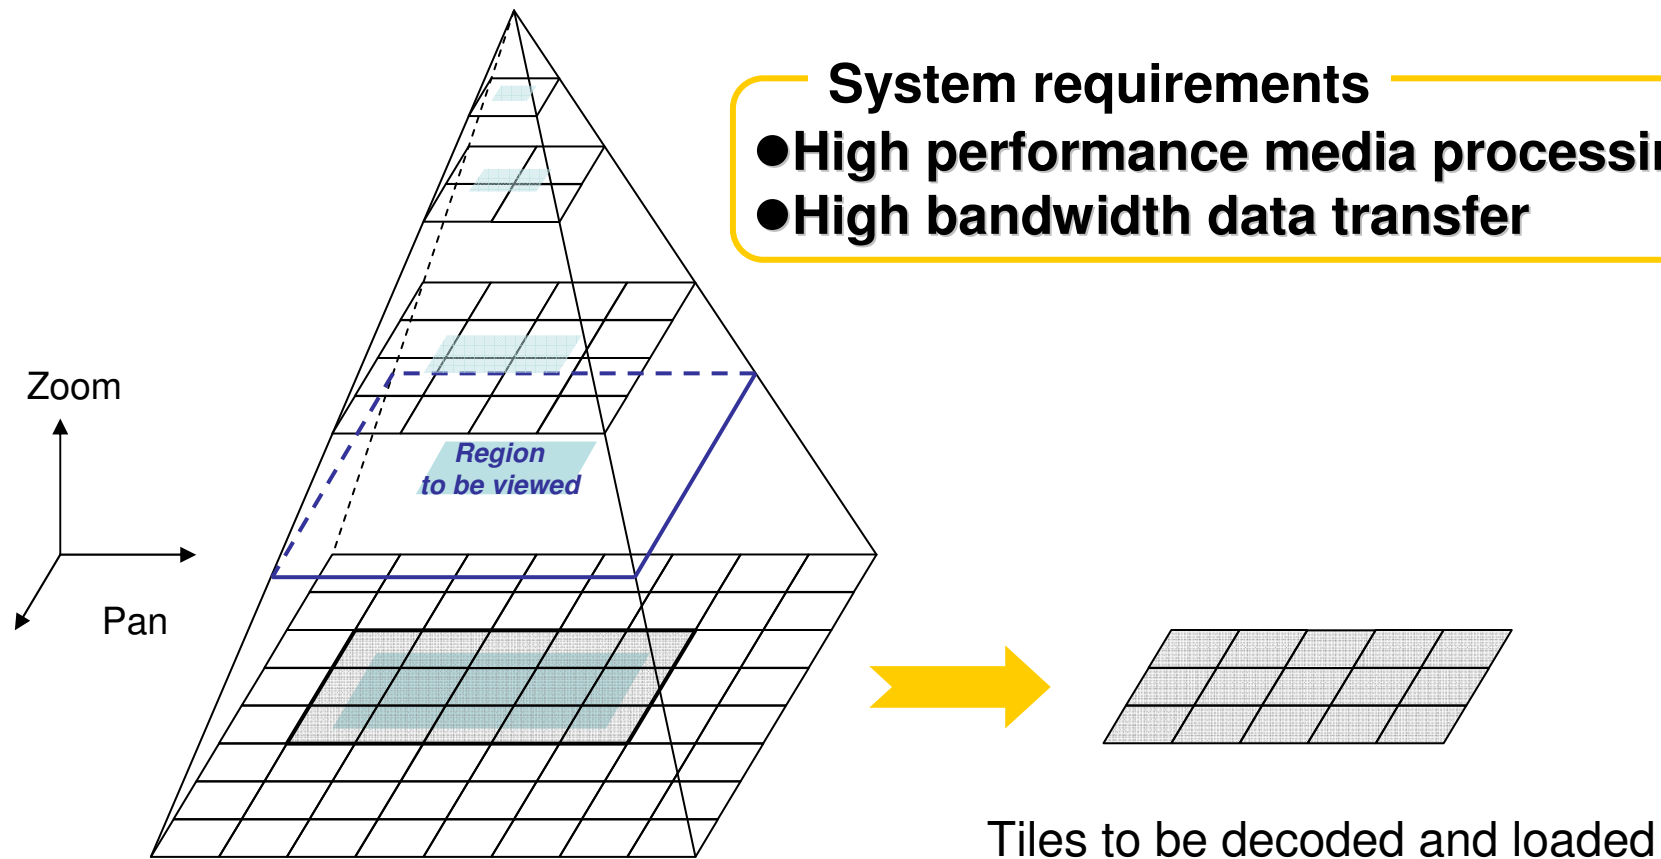 System requirements
●High performance media processin
●High bandwidth data transfer
Zoom
Region
to be viewed
Pan
Tiles to be decoded and loaded